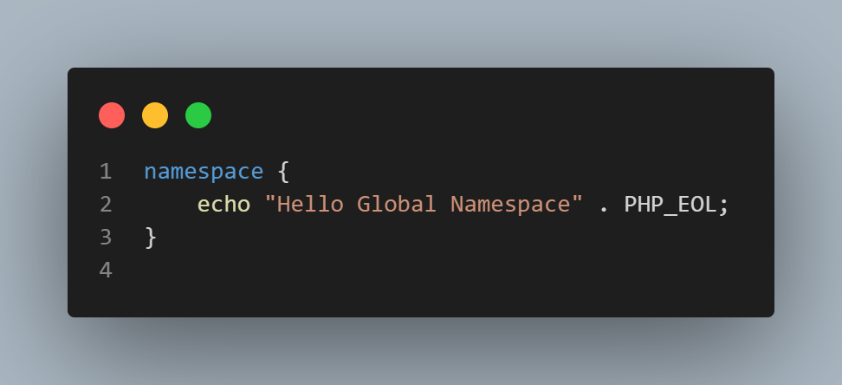 1 namespace {
2     echo "Hello Global Namespace" . PHP_EOL;
3 }
4